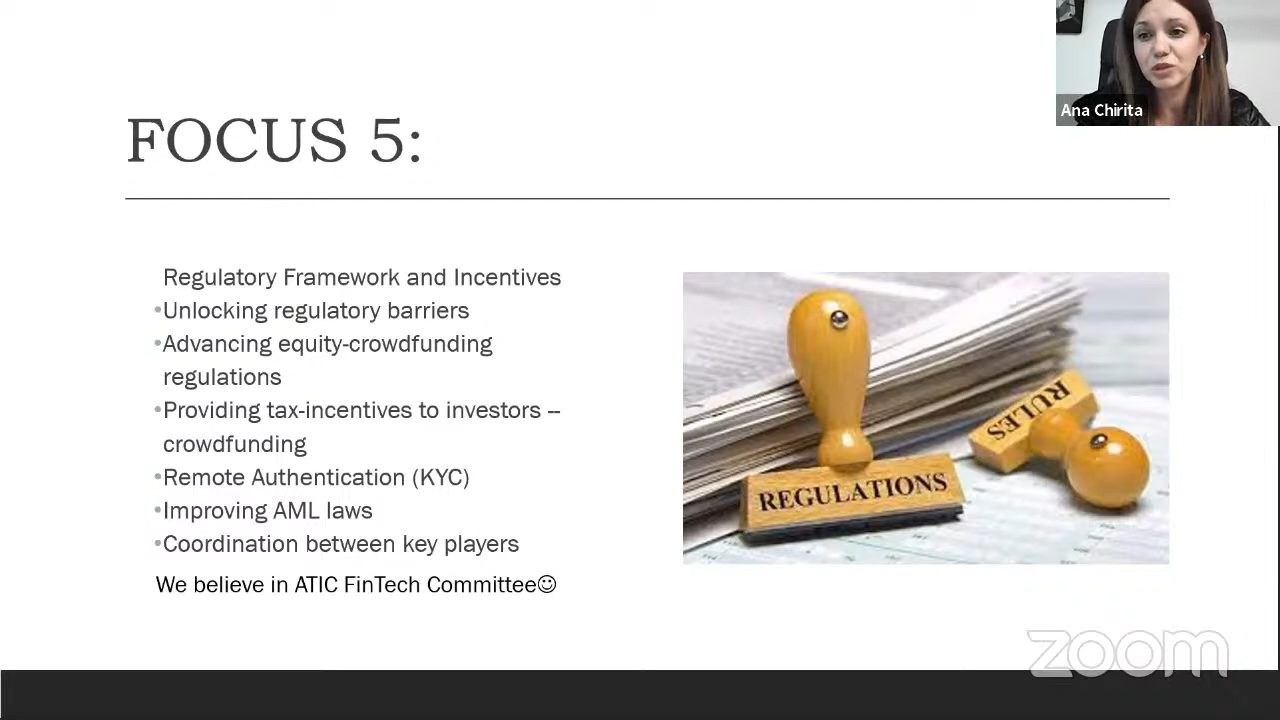 Ana Chirita
FOCUS 5:
Regulatory Framework and Incentives
•Unlocking regulatory barriers
•Advancing equity-crowdfunding
regulations
•Providing tax-incentives to investors --
crowdfunding
•Remote Authentication (KYC)
•Improving AML laws
•Coordination between key players
We believe in ATIC FinTech Committee☺
REGULATIONS
RULES
zoom